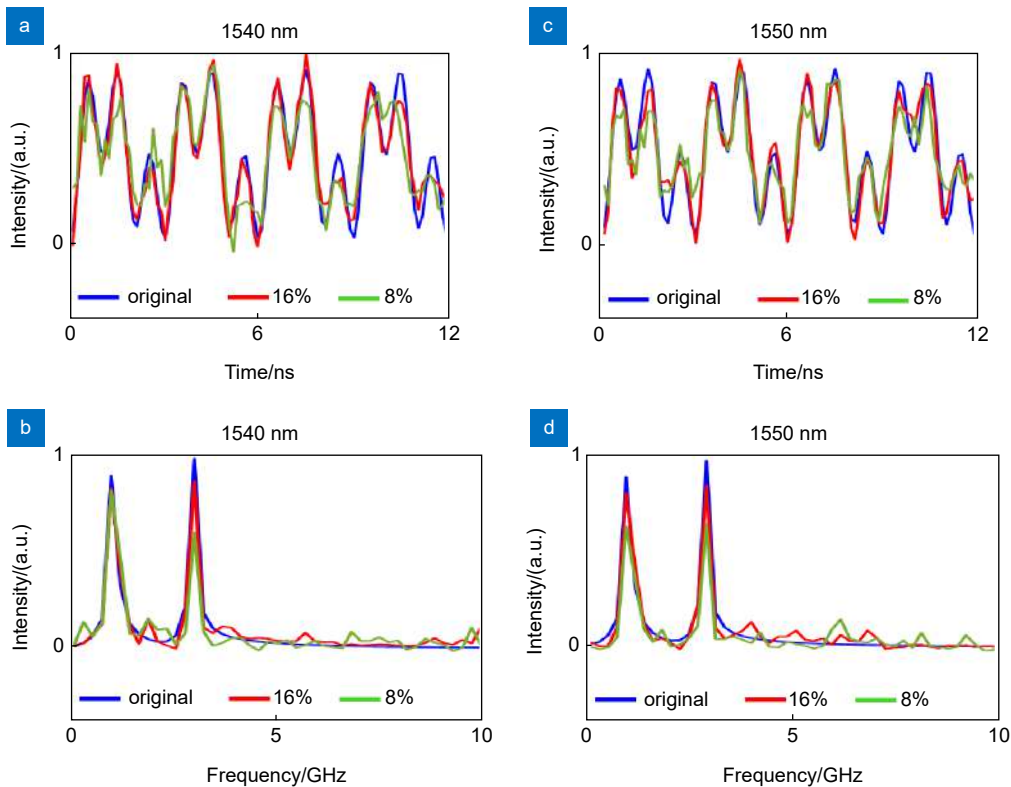 a
1540 nm
1
Intensity/(a.u.)
0
original 16% 8%
0 6 12
Time/ns
c
1550 nm
1
Intensity/(a.u.)
0
original 16% 8%
0 6 12
Time/ns
b
1540 nm
1
Intensity/(a.u.)
0
original 16% 8%
0 5 10
Frequency/GHz
d
1550 nm
1
Intensity/(a.u.)
0
original 16% 8%
0 5 10
Frequency/GHz